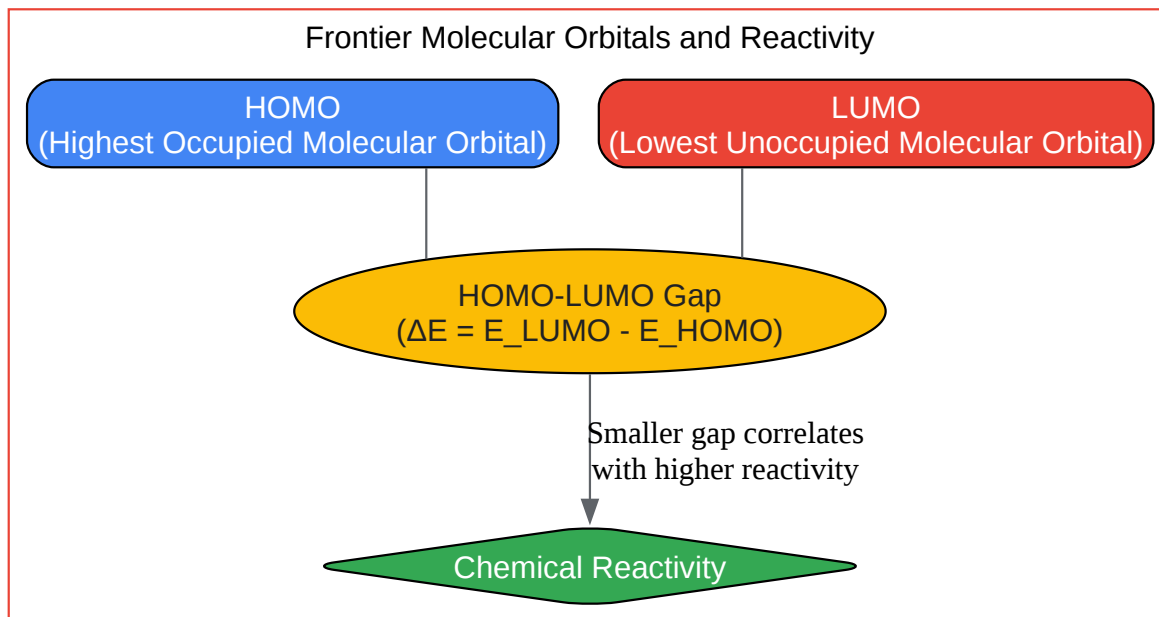 Frontier Molecular Orbitals and Reactivity
HOMO
(Highest Occupied Molecular Orbital)
LUMO
(Lowest Unoccupied Molecular Orbital)
HOMO-LUMO Gap
(ΔE = E_LUMO - E_HOMO)
Smaller gap correlates
with higher reactivity
Chemical Reactivity